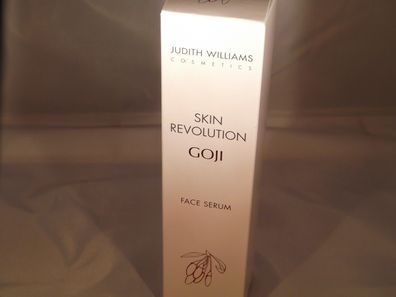 JUDITH WILLIAMS
COSMETICS
SKIN
REVOLUTION
GOJI
FACE SERUM